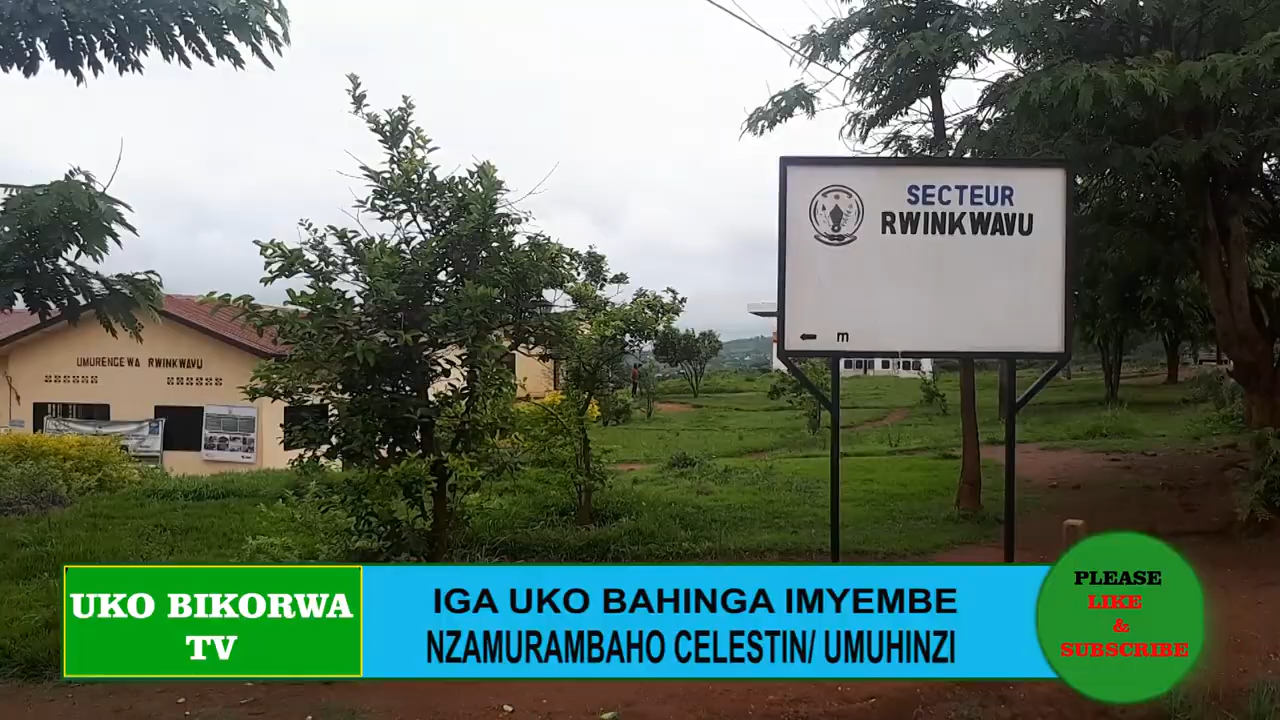 SECTEUR
RWINKWAVU
m
UMURENGE WA RWINKWAVU
UKO BIKORWA
TV
IGA UKO BAHINGA IMYEMBE
NZAMURAMBAHO CELESTIN/ UMUHINZI
PLEASE
LIKE
&
SUBSCRIBE